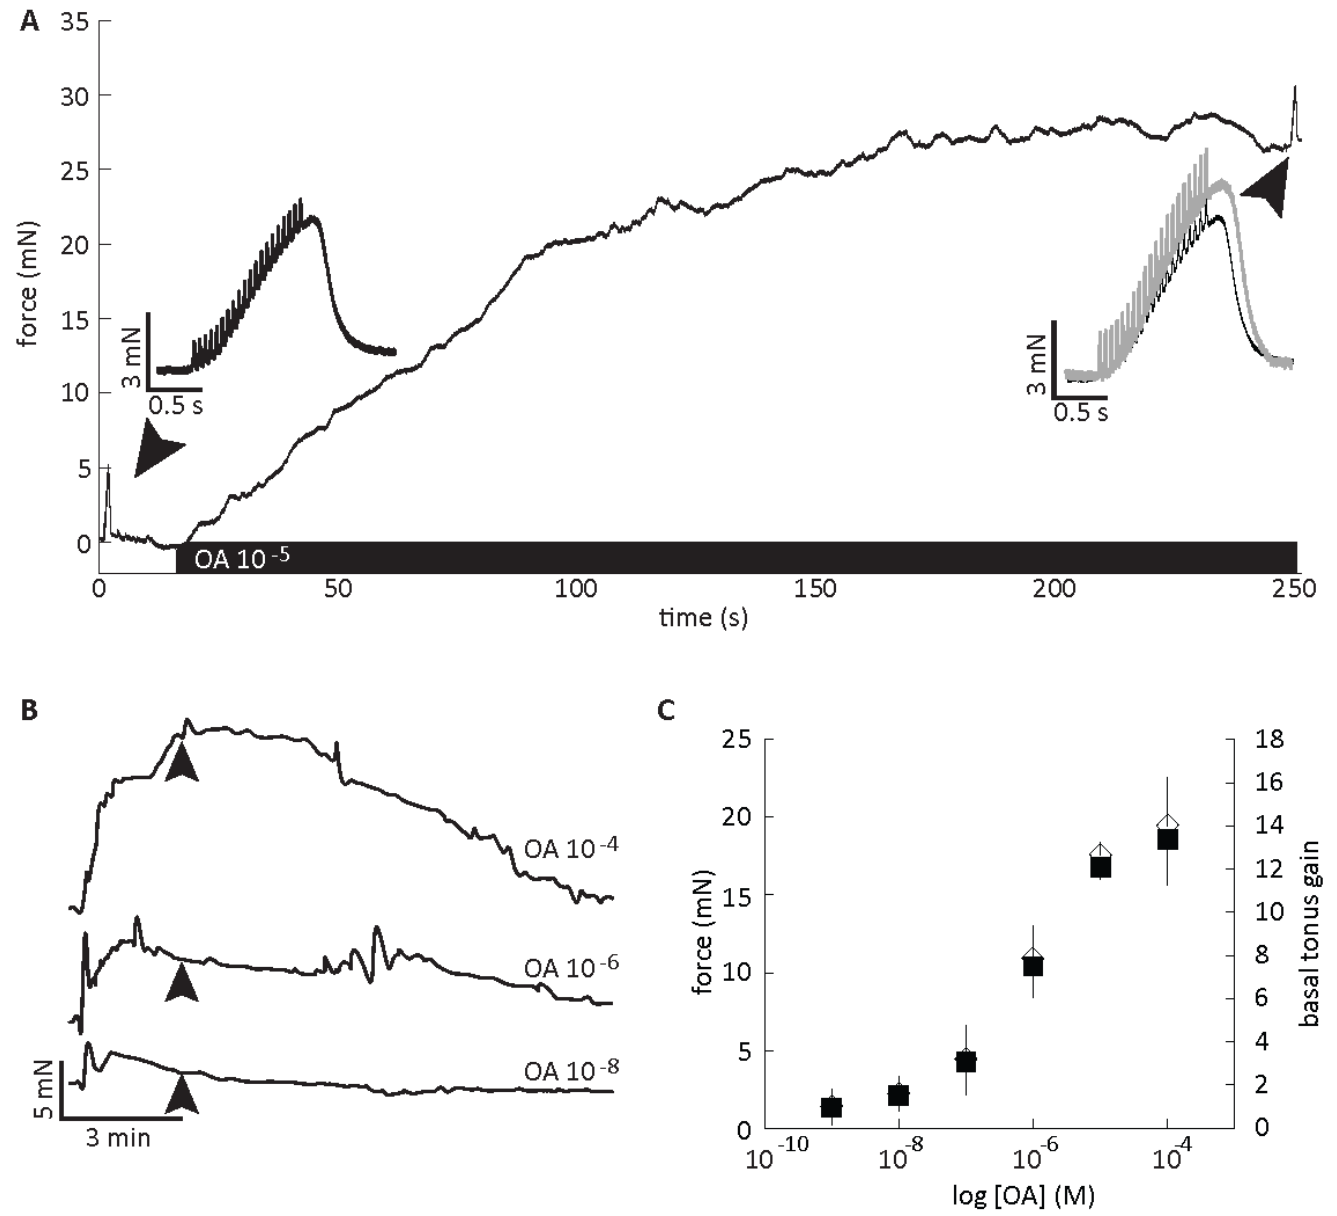 A
35
30
25
20
15
10
5
0
force (mN)
3 mN
0.5 s
3 mN
0.5 s
OA 10 -5
0 50 100 150 200 250
time (s)
B
OA 10 -4
OA 10 -6
OA 10 -8
5 mN
3 min
C
25
20
15
10
5
0
force (mN)
18
16
14
12
10
8
6
4
2
0
basal tonus gain
10 -10 10 -8 10 -6 10 -4
log [OA] (M)